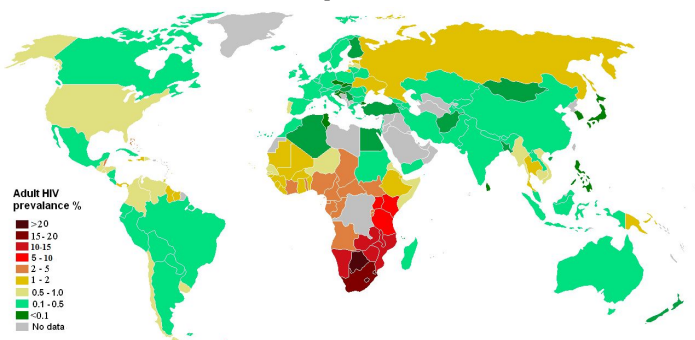 Adult HIV
prevalance %
>20
15 - 20
10-15
5 - 10
2 - 5
1 - 2
0.5 - 1.0
0.1 - 0.5
<0.1
No data